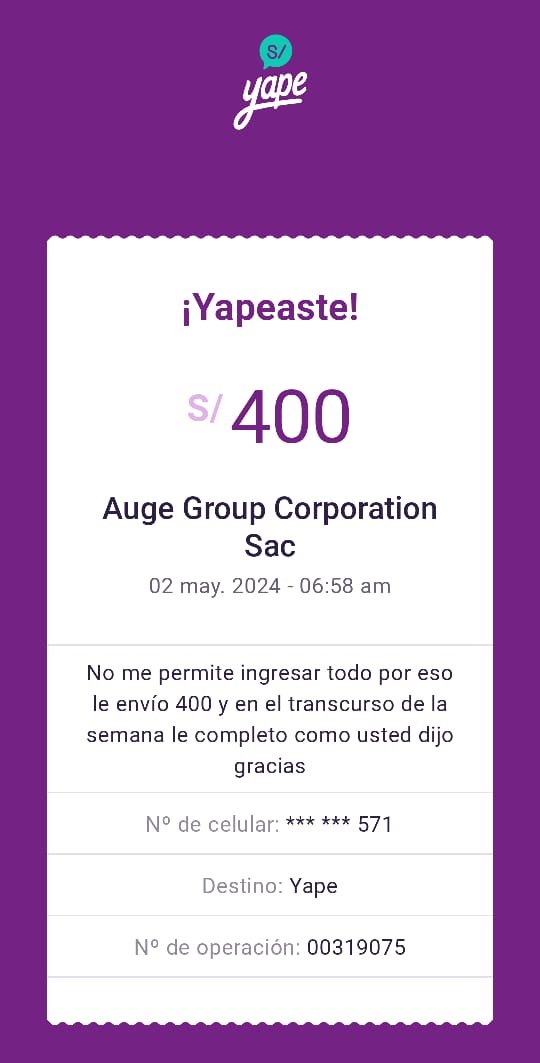 S/
yape
¡Yapeaste!
S/ 400
Auge Group Corporation
Sac
02 may. 2024 - 06:58 am
No me permite ingresar todo por eso
le envío 400 y en el transcurso de la
semana le completo como usted dijo
gracias
Nº de celular: *** *** 571
Destino: Yape
Nº de operación: 00319075